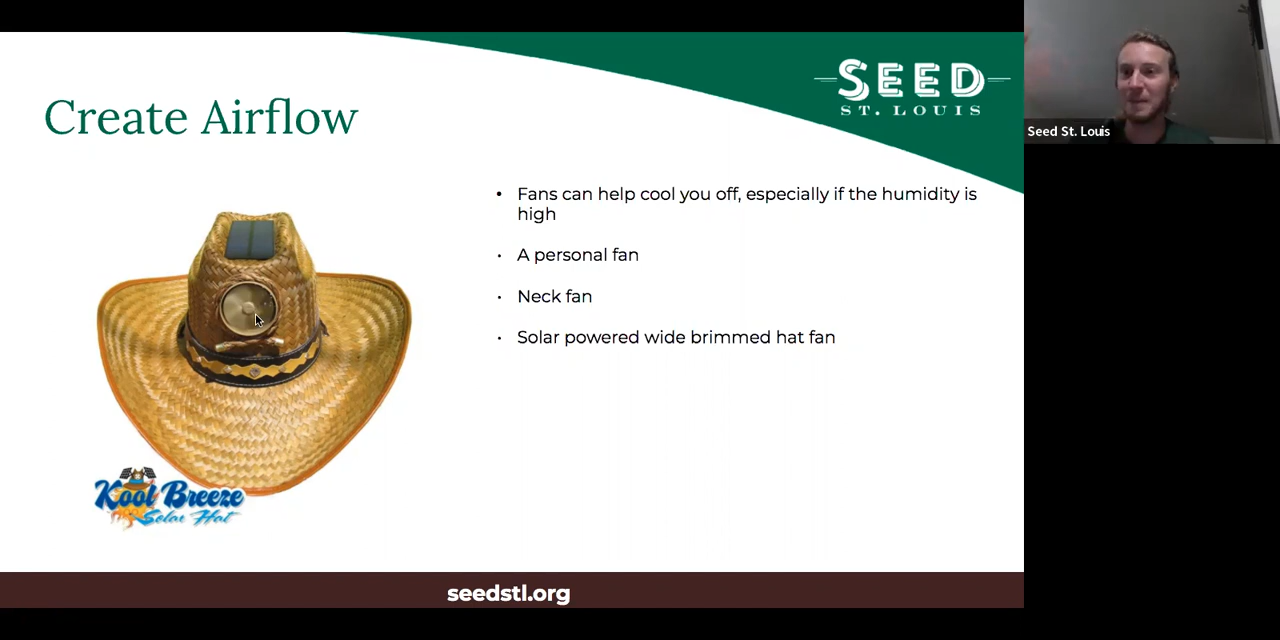 Create Airflow
SEED
ST. LOUIS
Seed St. Louis
• Fans can help cool you off, especially if the humidity is
high
• A personal fan
• Neck fan
• Solar powered wide brimmed hat fan
Kool Breeze
Solar Hat
seedstl.org